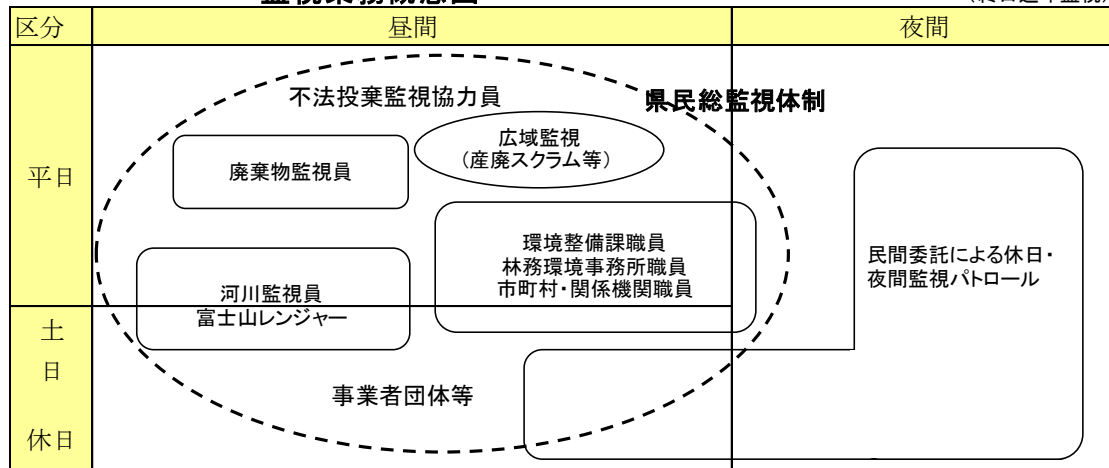 区分
昼間
夜間
不法投棄監視協力員
県民総監視体制
広域監視
(産廃スクラム等)
平日
廃棄物監視員
環境整備課職員
林務環境事務所職員
市町村・関係機関職員
民間委託による休日・
夜間監視パトロール
河川監視員
富士山レンジャー
土
日
休日
事業者団体等